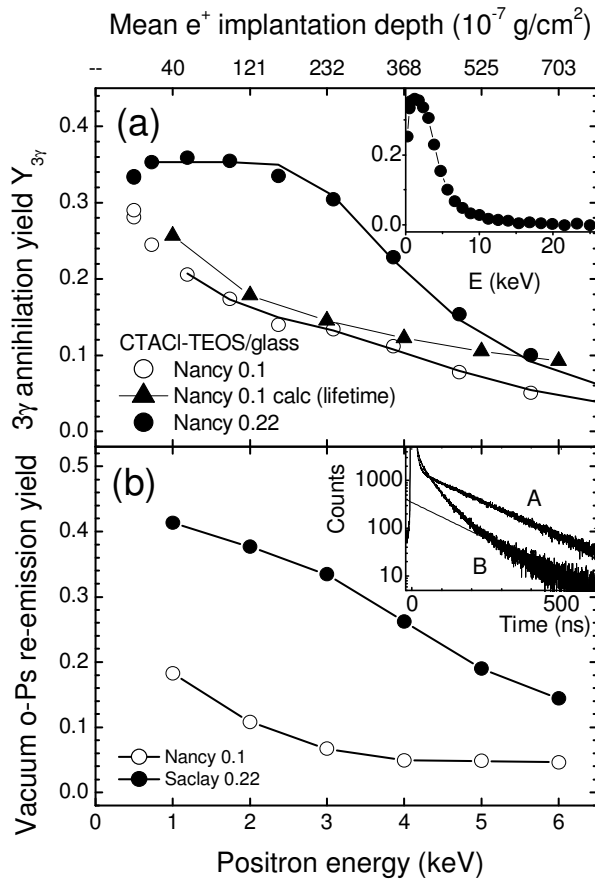 Mean e⁺ implantation depth (10⁻⁷ g/cm²)
-- 40 121 232 368 525 703
(a)
3γ annihilation yield Y₃γ
0.4
0.3
0.2
0.1
0.0
0.2
0.0
0 10 20
E (keV)
CTACl-TEOS/glass
Nancy 0.1
Nancy 0.1 calc (lifetime)
Nancy 0.22
(b)
Vacuum o-Ps re-emission yield
0.5
0.4
0.3
0.2
0.1
0.0
Counts
1000
100
10
A
B
0 500
Time (ns)
Nancy 0.1
Saclay 0.22
0 1 2 3 4 5 6
Positron energy (keV)